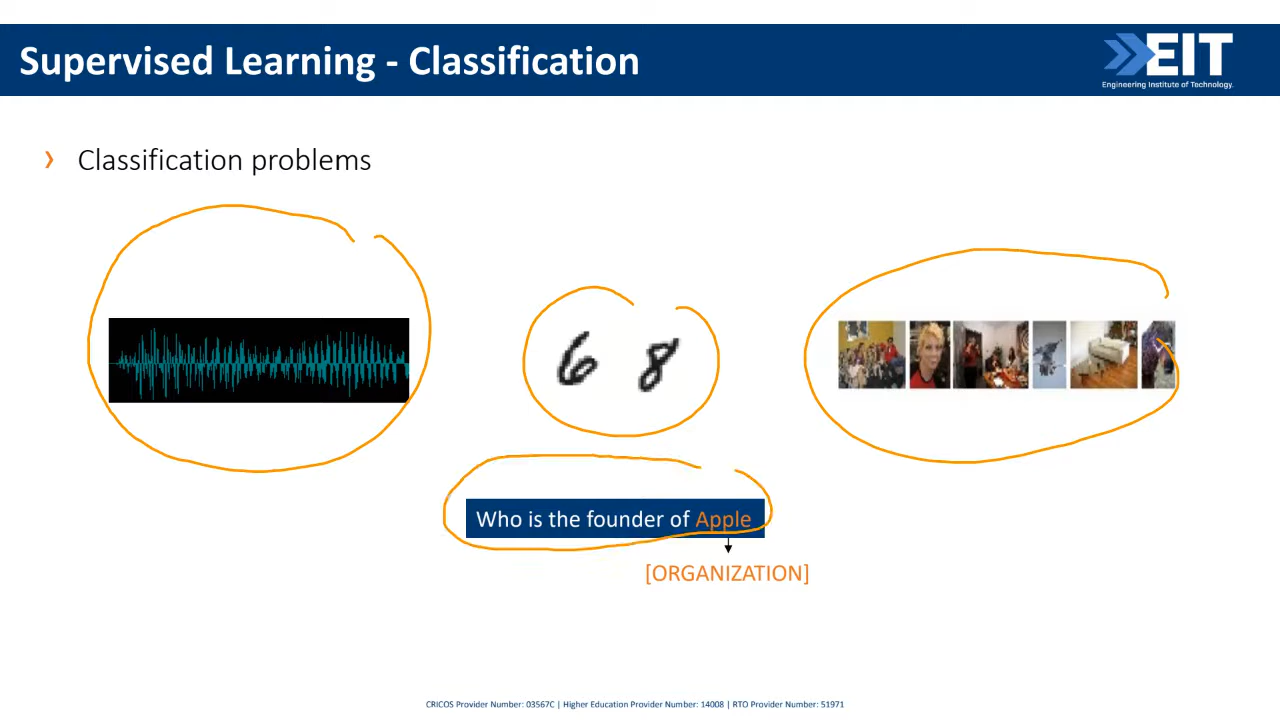 Supervised Learning - Classification
EIT
Engineering Institute of Technology.
› Classification problems
6 8
Who is the founder of Apple
[ORGANIZATION]
CRICOS Provider Number: 03567C | Higher Education Provider Number: 14008 | RTO Provider Number: 51971